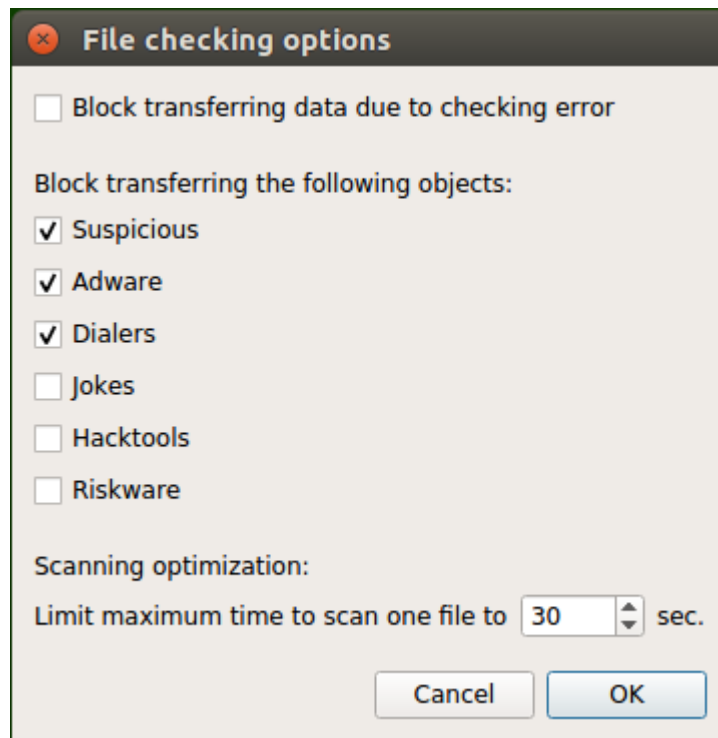 File checking options
Block transferring data due to checking error
Block transferring the following objects:
Suspicious
Adware
Dialers
Jokes
Hacktools
Riskware
Scanning optimization:
Limit maximum time to scan one file to 30 sec.
Cancel OK